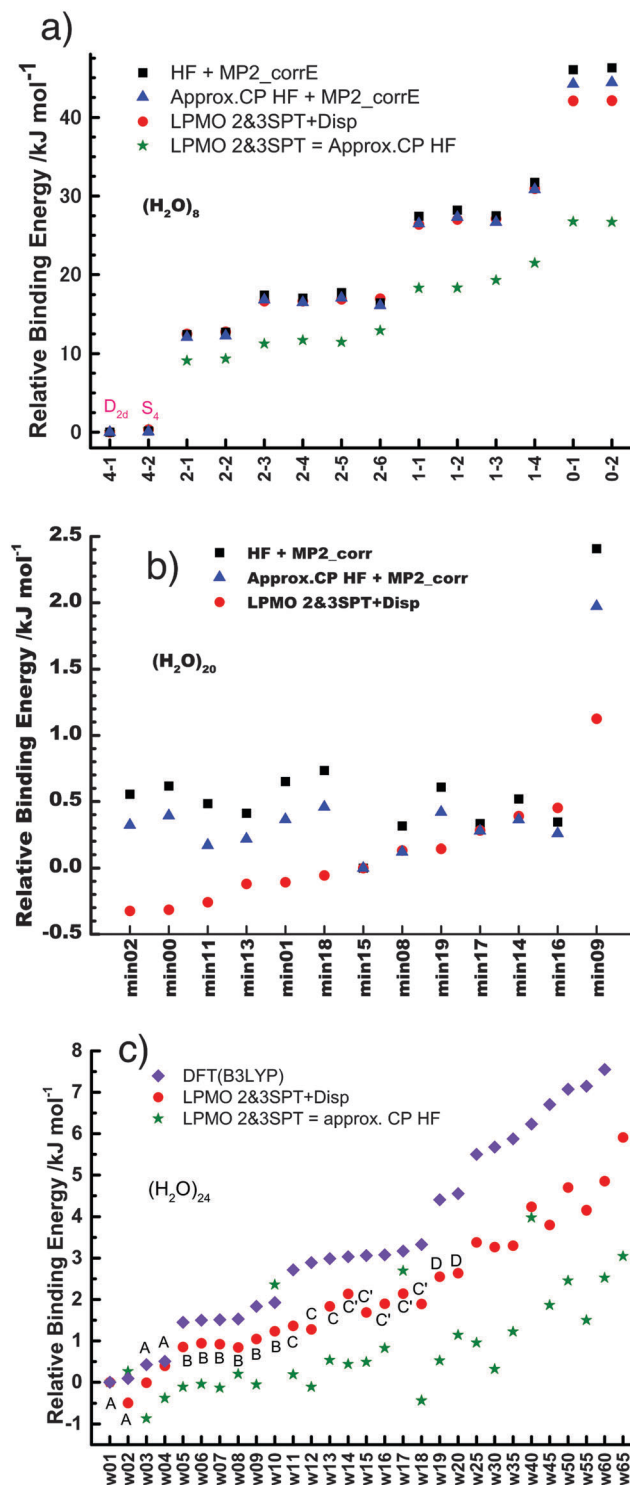 a)
HF + MP2_corrE
Approx.CP HF + MP2_corrE
LPMO 2&3SPT+Disp
LPMO 2&3SPT = Approx.CP HF
(H₂O)₈
Relative Binding Energy /kJ mol⁻¹
40
30
20
10
0
D₂d S₄
4-1 4-2 2-1 2-2 2-3 2-4 2-5 2-6 1-1 1-2 1-3 1-4 0-1 0-2
b)
HF + MP2_corr
Approx.CP HF + MP2_corr
LPMO 2&3SPT+Disp
(H₂O)₂₀
Relative Binding Energy /kJ mol⁻¹
2.5
2.0
1.5
1.0
0.5
0.0
-0.5
min02 min00 min11 min13 min01 min18 min15 min08 min19 min17 min14 min16 min09
c)
DFT(B3LYP)
LPMO 2&3SPT+Disp
LPMO 2&3SPT = approx. CP HF
(H₂O)₂₄
Relative Binding Energy /kJ mol⁻¹
8
7
6
5
4
3
2
1
0
-1
A A A A B B B B B B C C C C' C' C' C' C' D D
w01 w02 w03 w04 w05 w06 w07 w08 w09 w10 w11 w12 w13 w14 w15 w16 w17 w18 w19 w20 w25 w30 w35 w40 w45 w50 w55 w60 w65